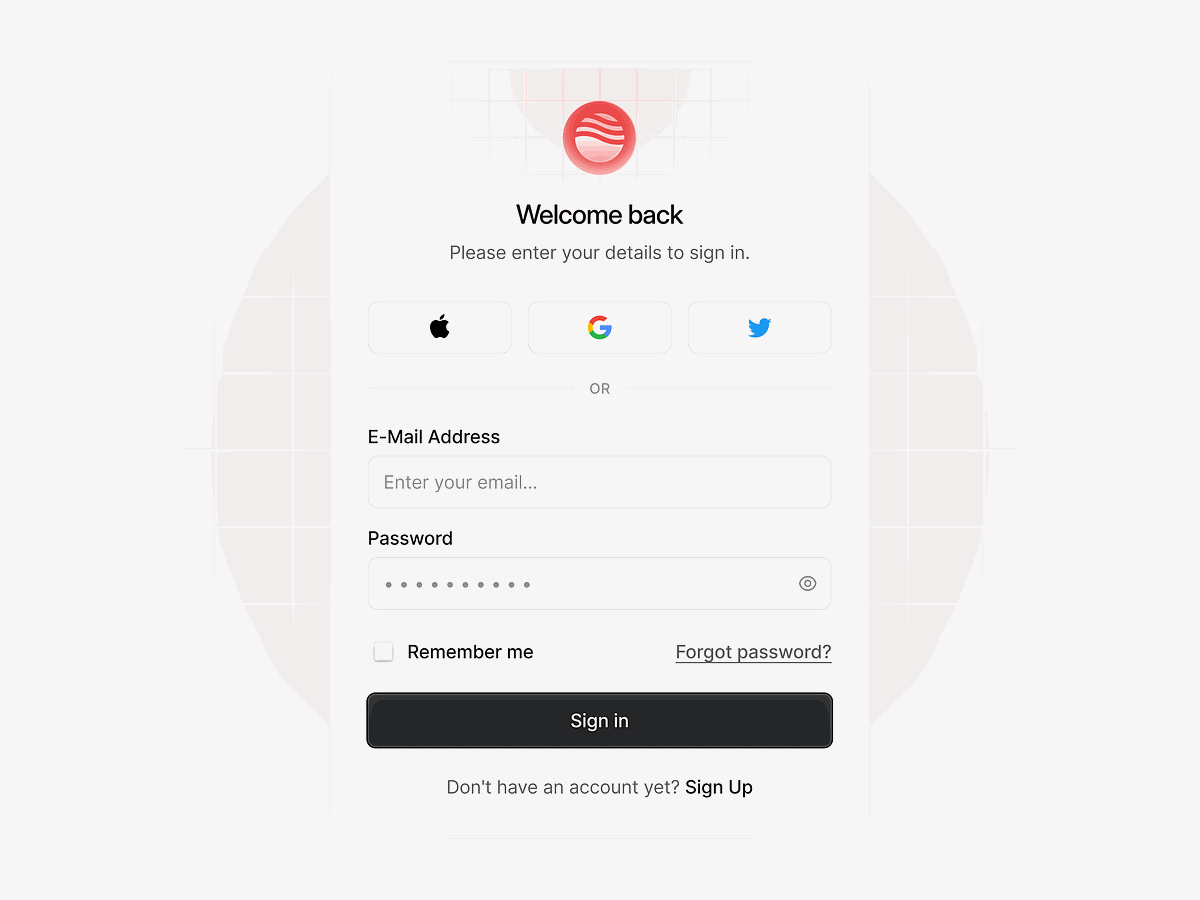 Welcome back
Please enter your details to sign in.
OR
E-Mail Address
Enter your email...
Password
Remember me
Forgot password?
Sign in
Don't have an account yet? Sign Up